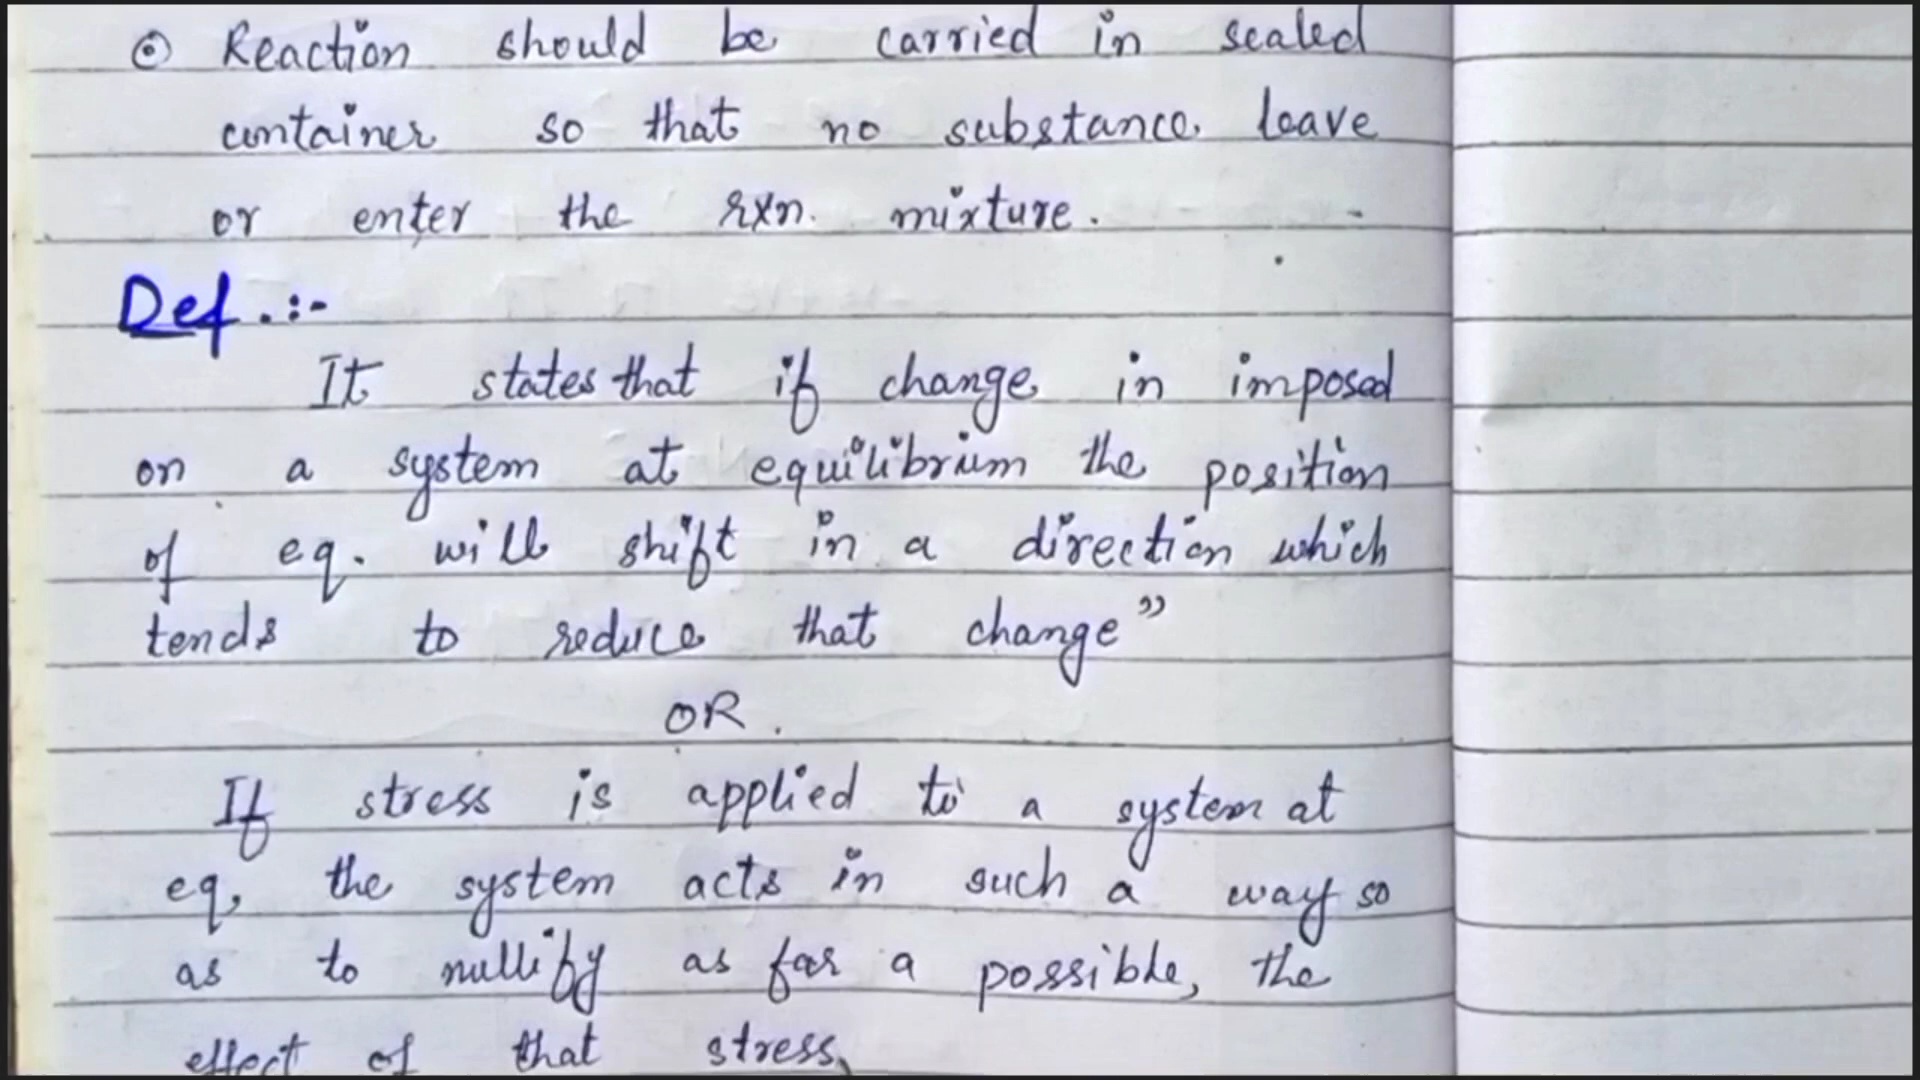 ⊙ Reaction should be carried in sealed
container so that no substance leave
or enter the rxn. mixture.
Def.:-
It states that if change in imposed
on a system at equilibrium the position
of eq. will shift in a direction which
tends to reduce that change”
OR.
If stress is applied to a system at
eq, the system acts in such a way so
as to nullify as far a possible, the
effect of that stress,